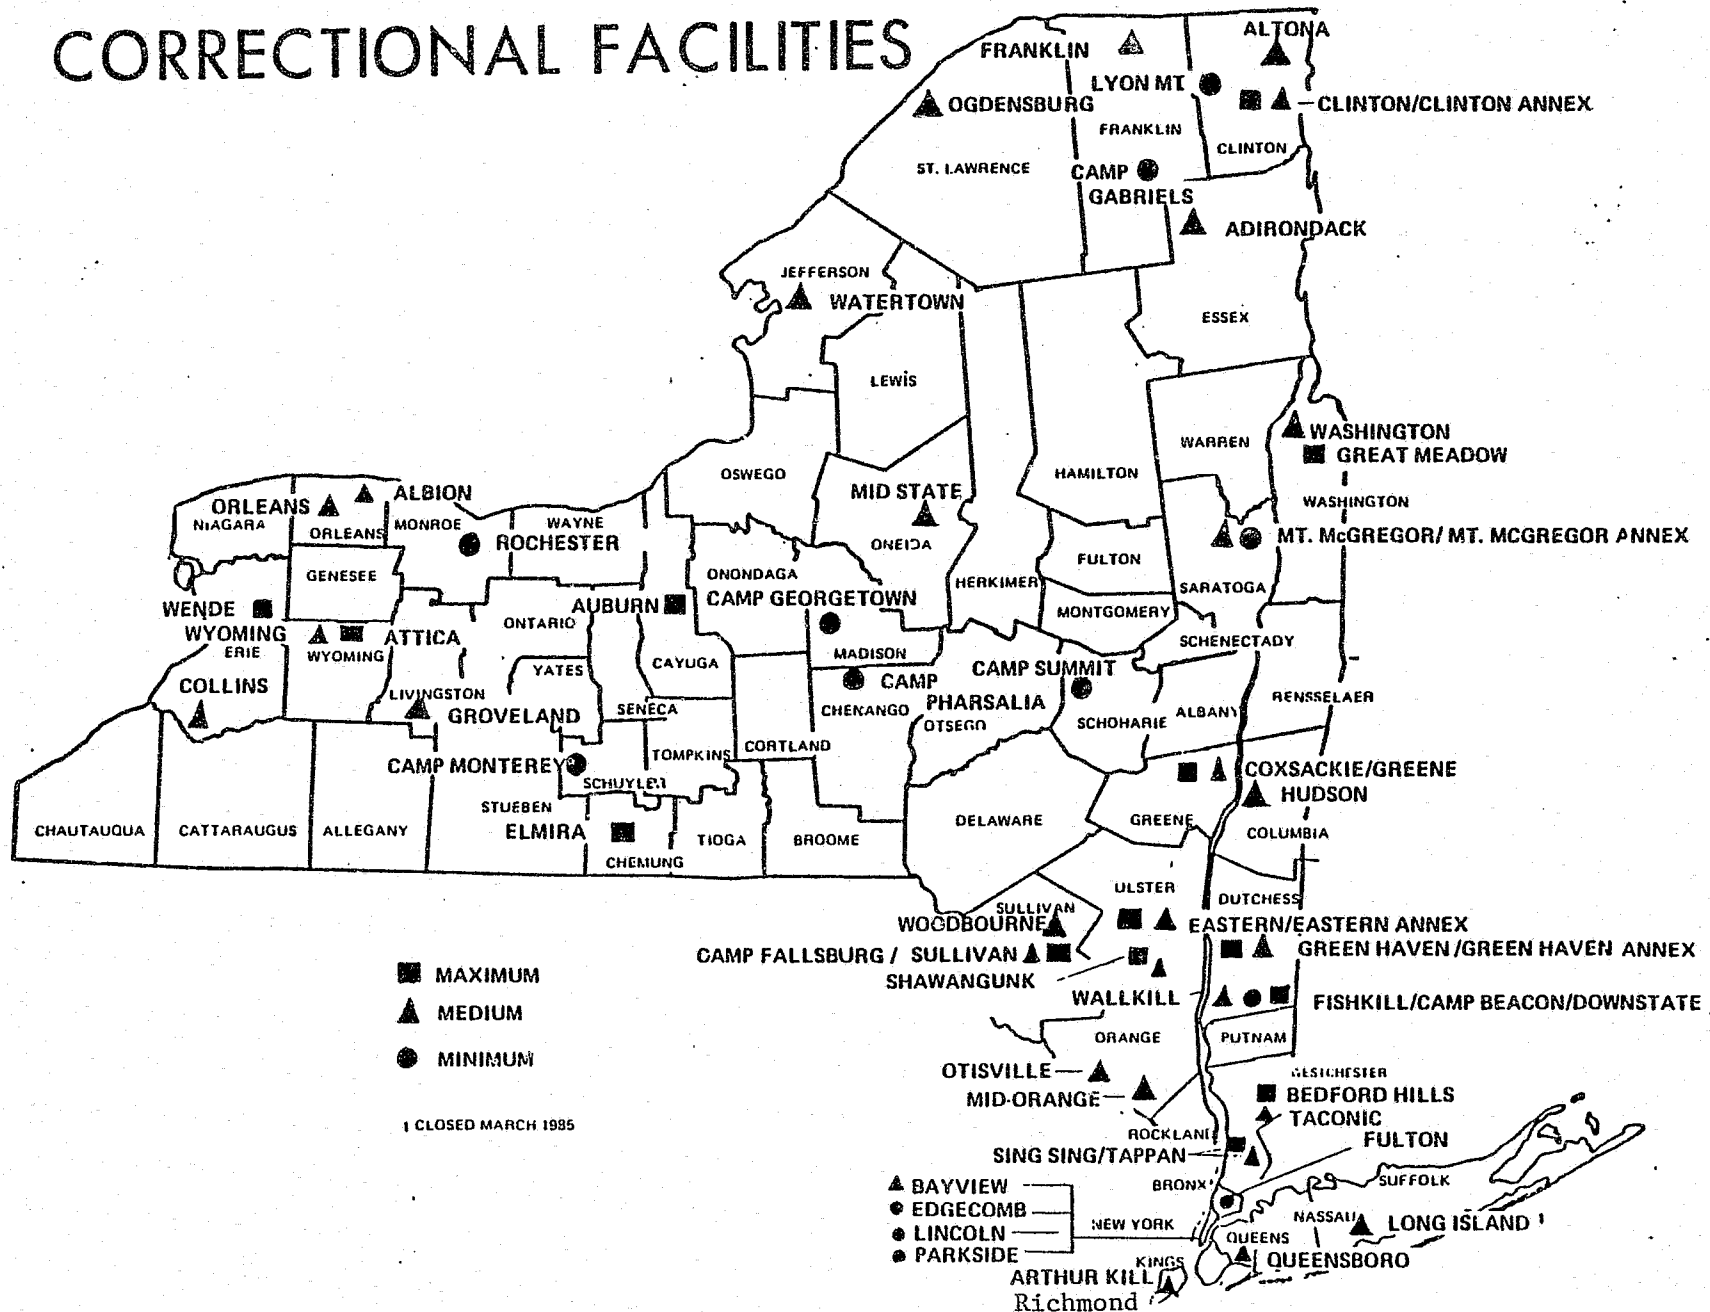 CORRECTIONAL FACILITIES
ALTONA
FRANKLIN
LYON MT.
OGDENSBURG
CLINTON/CLINTON ANNEX
FRANKLIN
CLINTON
ST. LAWRENCE
CAMP
GABRIELS
ADIRONDACK
JEFFERSON
WATERTOWN
ESSEX
LEWIS
WASHINGTON
WARREN
GREAT MEADOW
OSWEGO
HAMILTON
MID STATE
ALBION
ORLEANS
WASHINGTON
NIAGARA
ORLEANS
MONROE
WAYNE
ROCHESTER
MT. McGREGOR/ MT. MCGREGOR ANNEX
ONEIDA
FULTON
GENESEE
ONONDAGA
HERKIMER
SARATOGA
WENDE
AUBURN
CAMP GEORGETOWN
MONTGOMERY
ONTARIO
WYOMING
ATTICA
SCHENECTADY
ERIE
WYOMING
MADISON
CAYUGA
YATES
CAMP SUMMIT
COLLINS
CAMP
LIVINGSTON
PHARSALIA
RENSSELAER
GROVELAND
SENECA
CHENANGO
OTSEGO
SCHOHARIE
ALBANY
TOMPKINS
CORTLAND
CAMP MONTEREY
SCHUYLER
COXSACKIE/GREENE
HUDSON
STUEBEN
CHAUTAUQUA
CATTARAUGUS
ALLEGANY
ELMIRA
TIOGA
BROOME
DELAWARE
GREENE
COLUMBIA
CHEMUNG
ULSTER
DUTCHESS
SULLIVAN
WOODBOURNE
EASTERN/EASTERN ANNEX
CAMP FALLSBURG / SULLIVAN
GREEN HAVEN/GREEN HAVEN ANNEX
SHAWANGUNK
WALLKILL
FISHKILL/CAMP BEACON/DOWNSTATE
MAXIMUM
MEDIUM
MINIMUM
ORANGE
PUTNAM
OTISVILLE
WESTCHESTER
MID-ORANGE
BEDFORD HILLS
TACONIC
1 CLOSED MARCH 1985
ROCKLAND
FULTON
SING SING/TAPPAN
BRONX
SUFFOLK
BAYVIEW
EDGECOMB
LINCOLN
PARKSIDE
NEW YORK
NASSAU
LONG ISLAND 1
QUEENS
QUEENSBORO
KINGS
ARTHUR KILL
Richmond